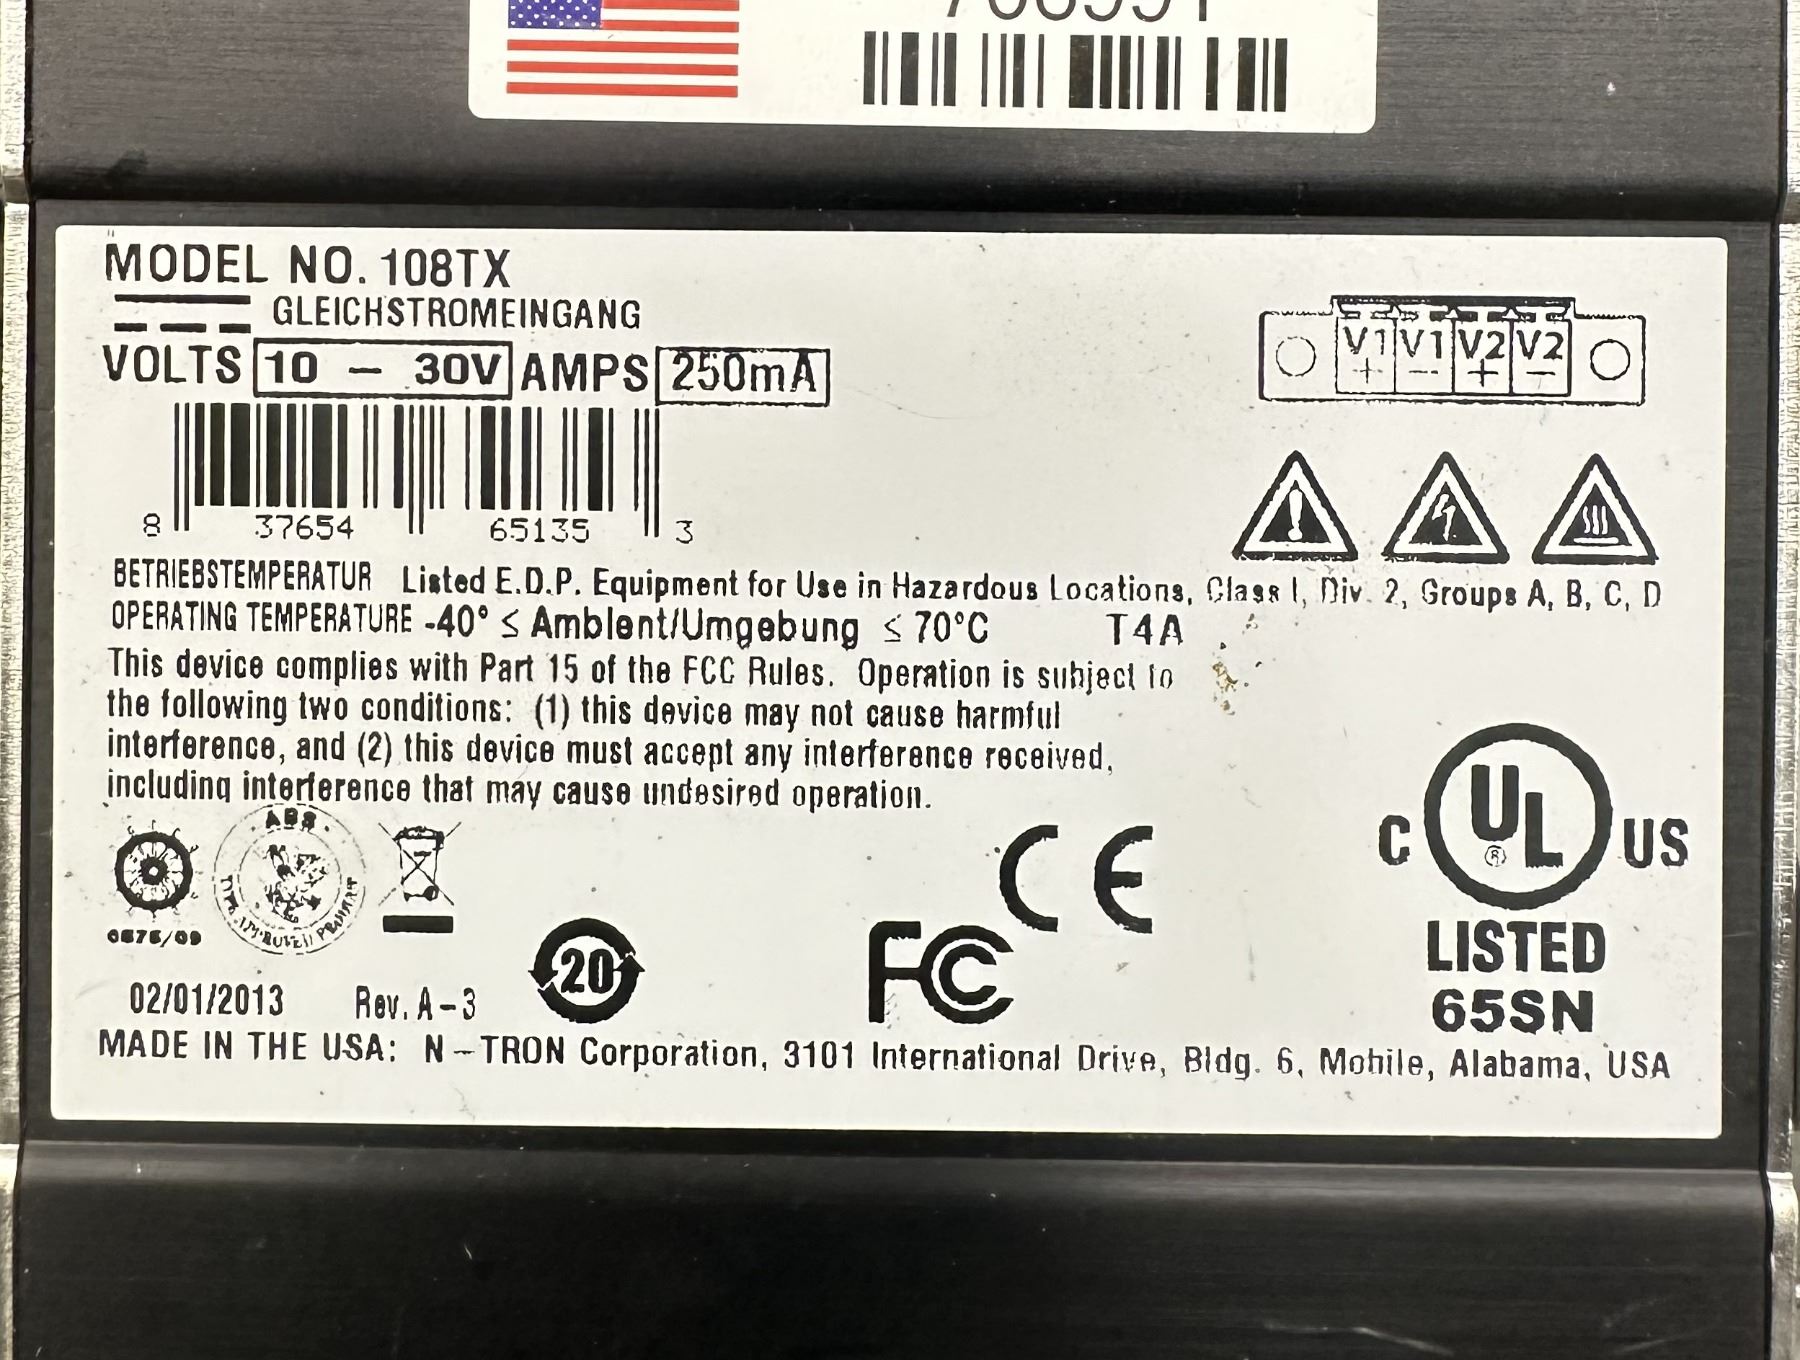 MODEL NO. 108TX
GLEICHSTROMEINGANG
VOLTS 10 – 30V AMPS 250mA
V1 V1 V2 V2
+ – + –
8 37654 65135 3
BETRIEBSTEMPERATUR Listed E.D.P. Equipment for Use in Hazardous Locations, Class I, Div. 2, Groups A, B, C, D
OPERATING TEMPERATURE -40° ≤ Ambient/Umgebung ≤ 70°C T4A
This device complies with Part 15 of the FCC Rules. Operation is subject to
the following two conditions: (1) this device may not cause harmful
interference, and (2) this device must accept any interference received,
including interference that may cause undesired operation.
ABS
TYPE APPROVED PRODUCT
CE
C UL ® US
LISTED
65SN
FC
20
02/01/2013 Rev. A-3
MADE IN THE USA: N-TRON Corporation, 3101 International Drive, Bldg. 6, Mobile, Alabama, USA